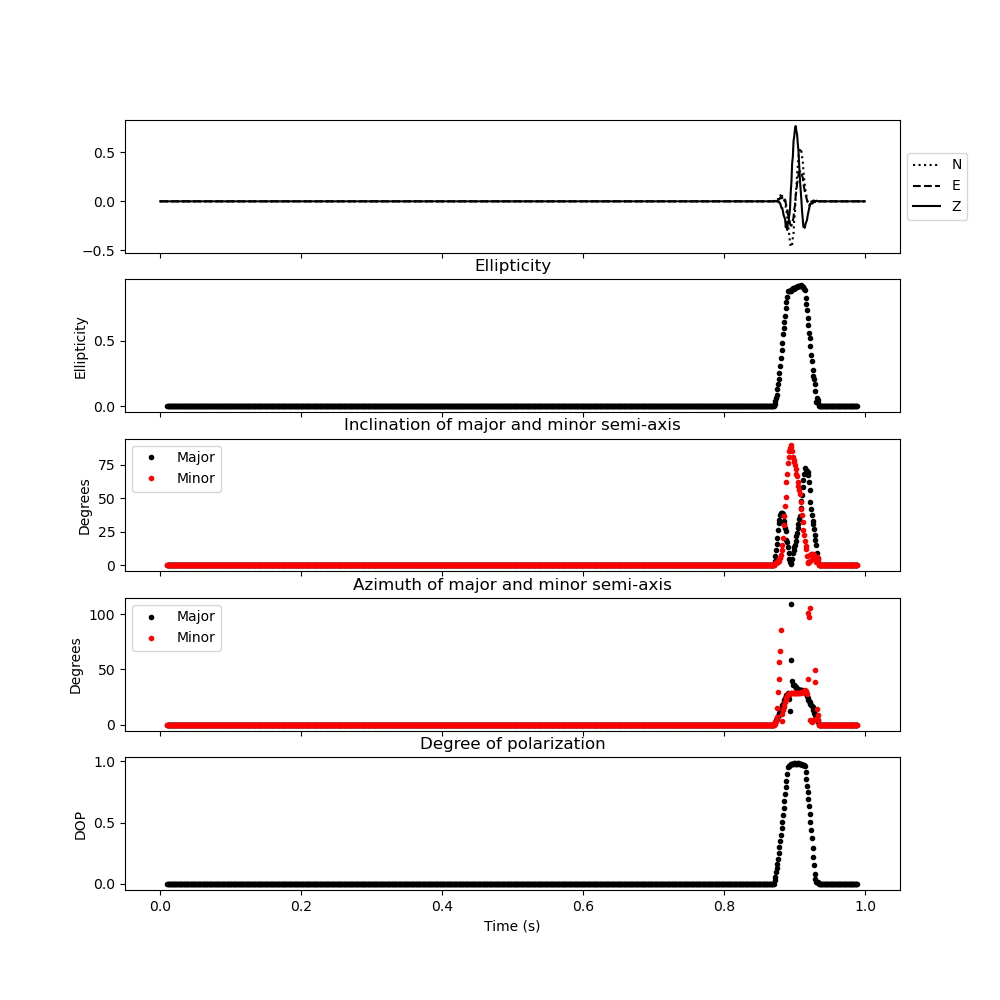 0.5
0.0
−0.5
N
E
Z
Ellipticity
Ellipticity
0.5
0.0
Inclination of major and minor semi-axis
Degrees
75
50
25
0
Major
Minor
Azimuth of major and minor semi-axis
Degrees
100
50
0
Major
Minor
Degree of polarization
DOP
1.0
0.5
0.0
0.0 0.2 0.4 0.6 0.8 1.0
Time (s)